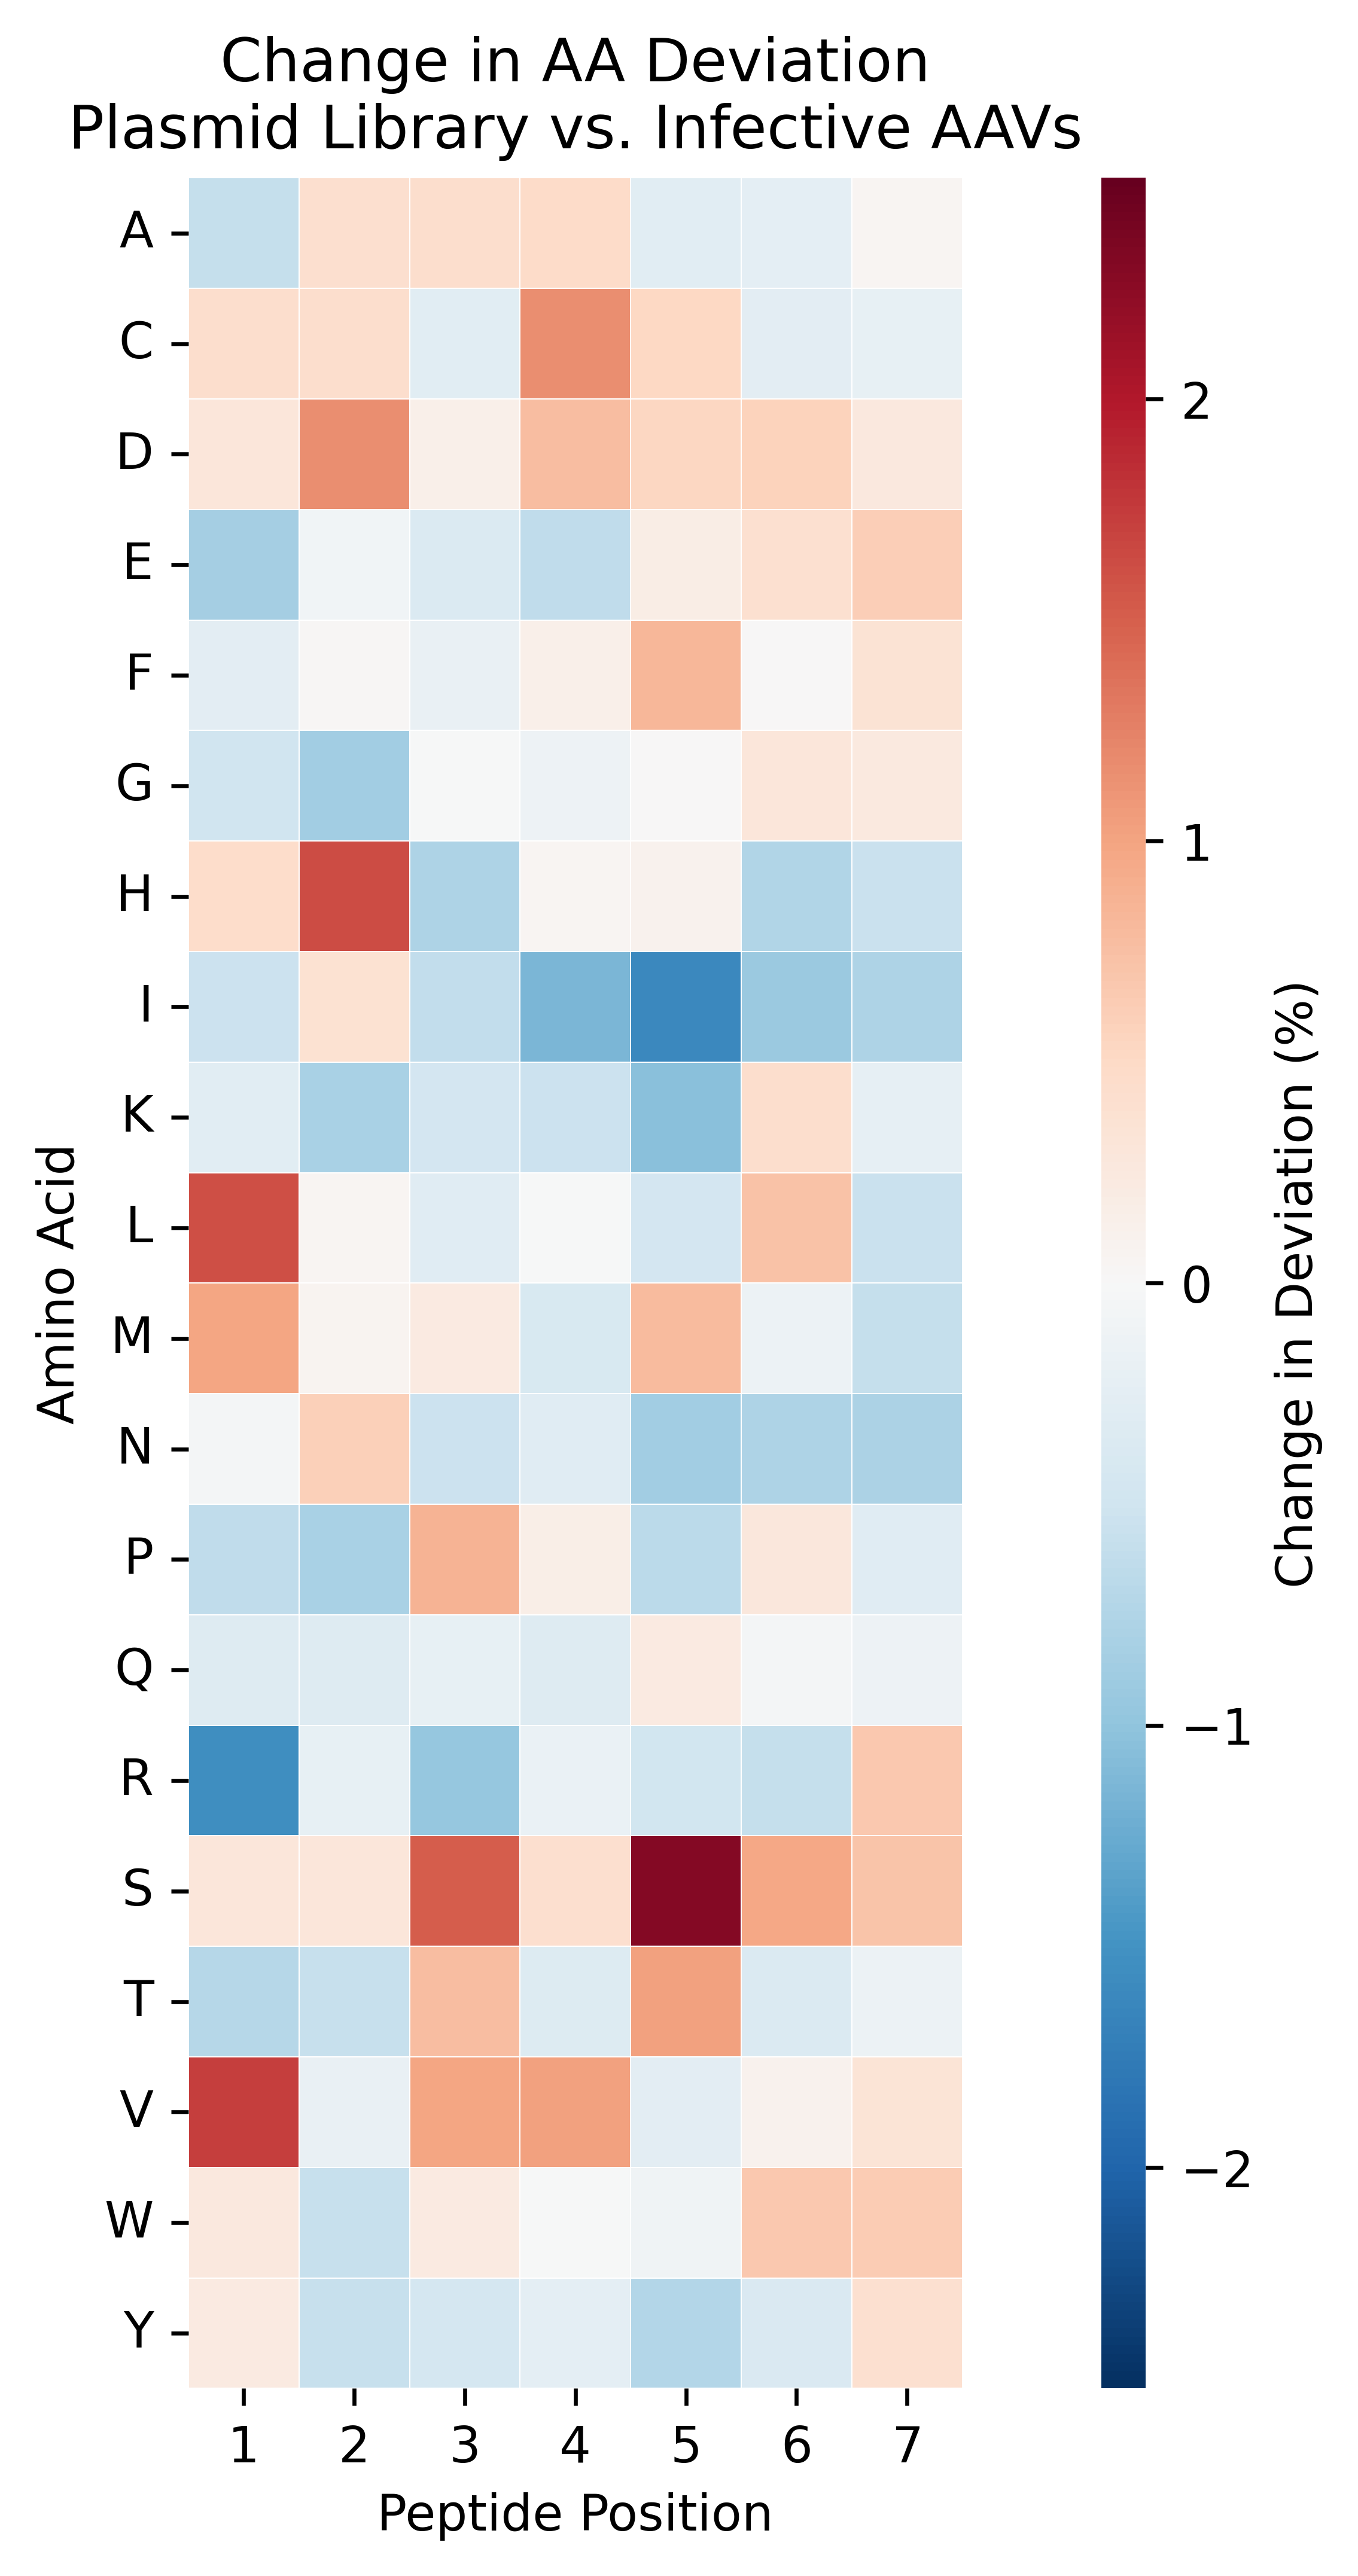 Change in AA Deviation
Plasmid Library vs. Infective AAVs
A
C
D
E
F
G
H
I
K
L
M
N
P
Q
R
S
T
V
W
Y
Amino Acid
1 2 3 4 5 6 7
Peptide Position
2
1
0
−1
−2
Change in Deviation (%)